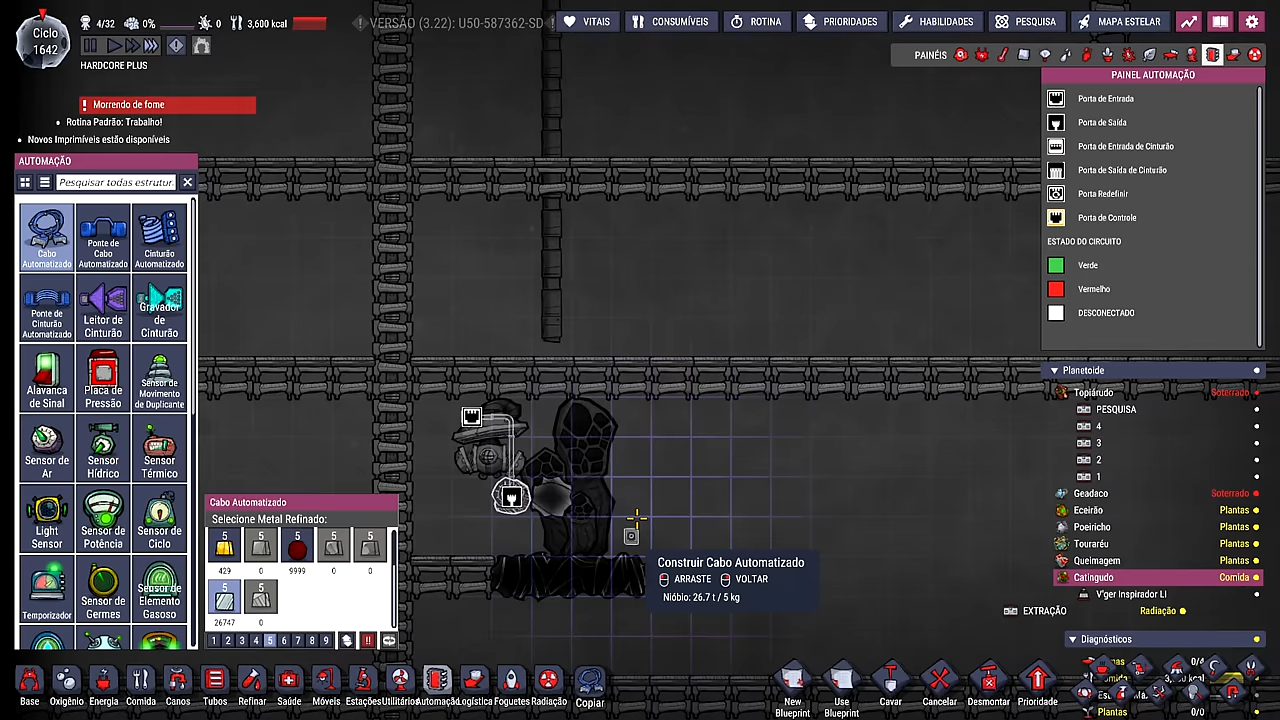 Ciclo
1642
4/32
0%
0
3,600 kcal
VERSÃO (3.22): U50-587362-SD
HARDCORE PLUS
VITAIS
CONSUMÍVEIS
ROTINA
PRIORIDADES
HABILIDADES
PESQUISA
MAPA ESTELAR
PAINÉIS
! Morrendo de fome
• Rotina Padrão: Trabalho!
• Novos Imprimíveis estão disponíveis
AUTOMAÇÃO
Pesquisar todas estrutur
Cabo Automatizado
Ponte de Cabo Automatizado
Cinturão Automatizado
Ponte de Cinturão Automatizado
Leitor de Cinturão
Gravador de Cinturão
Alavanca de Sinal
Placa de Pressão
Sensor de Movimento de Duplicante
Sensor de Ar
Sensor Hídrico
Sensor Térmico
Light Sensor
Sensor de Potência
Sensor de Ciclo
Temporizador
Sensor de Germes
Sensor de Elemento Gasoso
Cabo Automatizado
Selecione Metal Refinado:
5 5 5 5 5
429 0 9999 0 0
5 5
26747 0
1 2 3 4 5 6 7 8 9 !!
Construir Cabo Automatizado
ARRASTE VOLTAR
Nióbio: 26.7 t / 5 kg
PAINEL AUTOMAÇÃO
Porta de Entrada
Porta de Saída
Porta de Entrada de Cinturão
Porta de Saída de Cinturão
Porta Redefinir
Porta de Controle
ESTADO DO CIRCUITO
Verde
Vermelho
Planetoide
Topiárudo Soterrado
PESQUISA
4
3
2
1
Geadaco Soterrado
Eceirão Plantas
Poerícho Plantas
Touraréu Plantas
Queimagem Plantas
Catingudo Comida
V'ger Inspirador LI
EXTRAÇÃO Radiação
Diagnósticos
Plantas 0/0
Base
Oxigênio
Energia
Comida
Canos
Tubos
Refinar
Saúde
Móveis
Estações
Utilitários
Automação
Logística
Foguetes
Radiação
Copiar
New Blueprint
Use Blueprint
Cavar
Cancelar
Desmontar
Prioridade